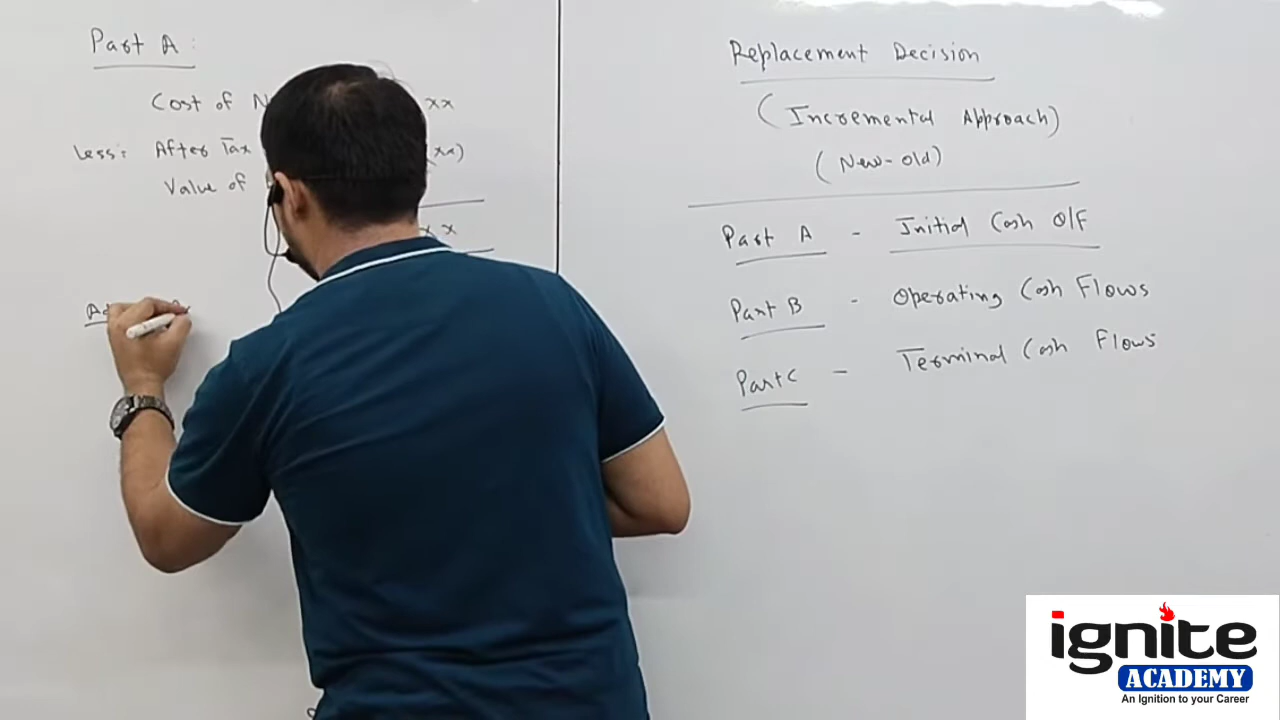 Part A :
Cost of xx
Less: After Tax (xx)
Value of
Replacement Decision
(Incremental Approach)
(New-old)
Part A - Initial Cash O/F
Part B - Operating Cash Flows
Part C - Terminal Cash Flows
ignite
ACADEMY
An Ignition to your Career